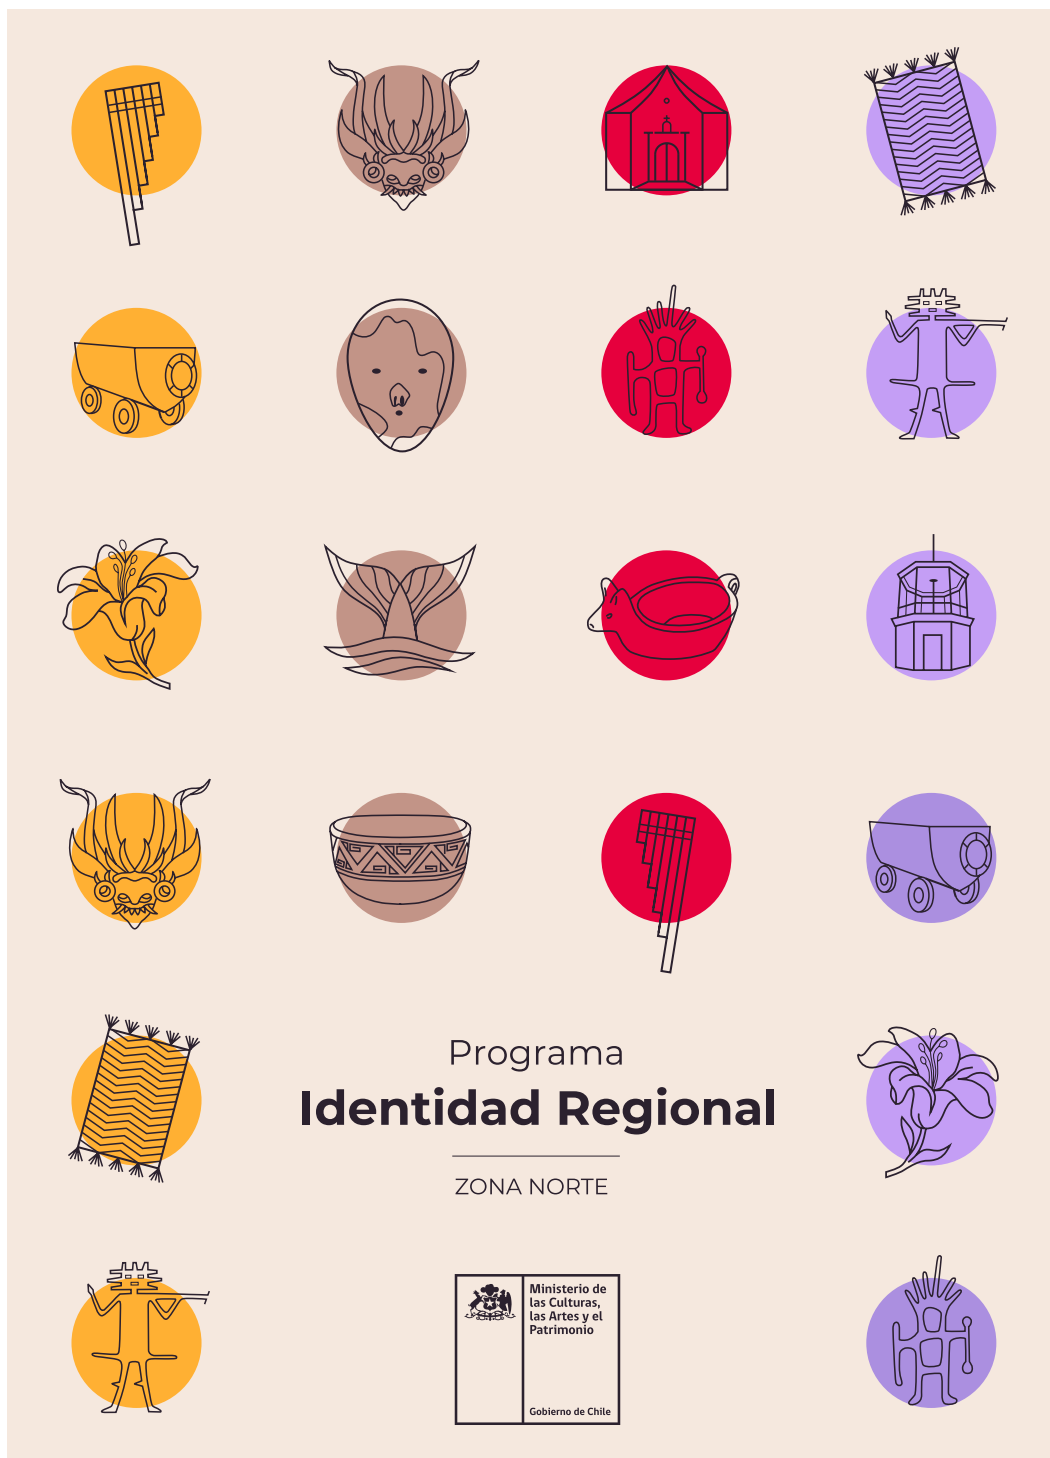 Programa
Identidad Regional
ZONA NORTE
Ministerio de
las Culturas,
las Artes y el
Patrimonio
Gobierno de Chile